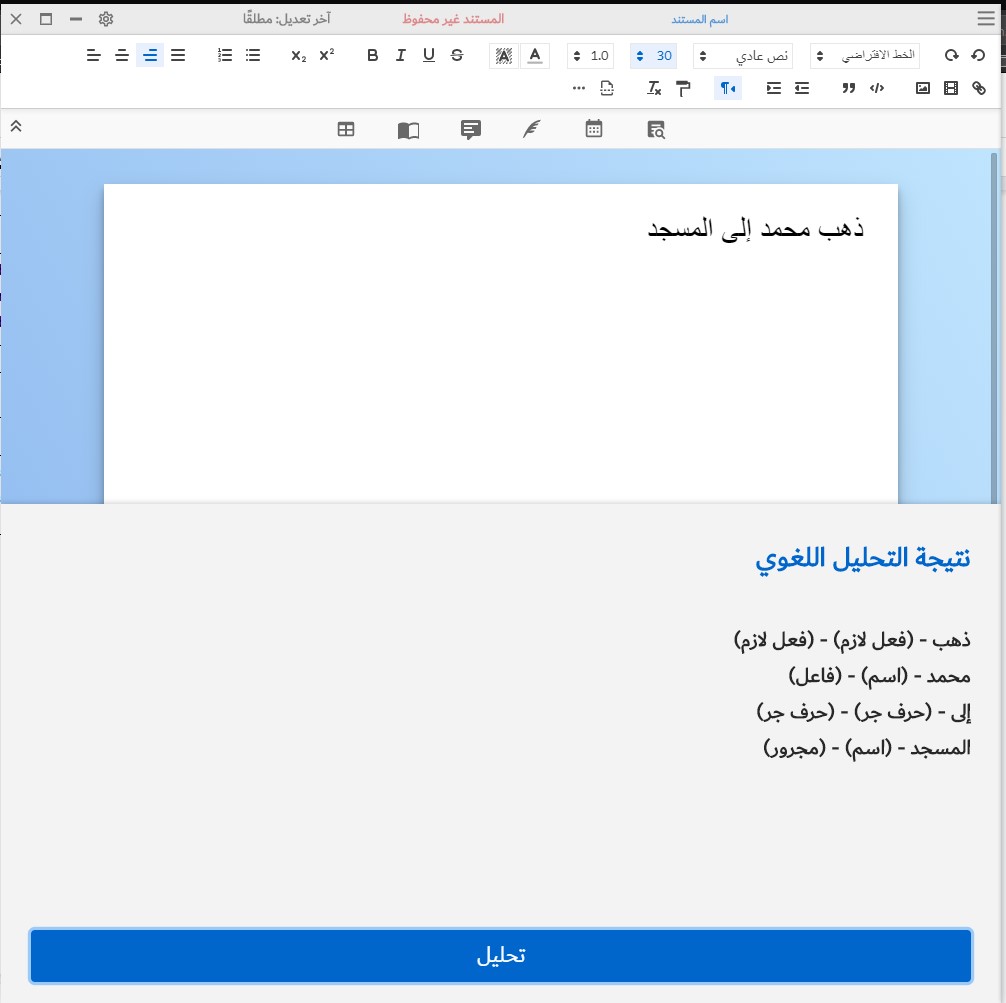 اسم المستند
المستند غير محفوظ
آخر تعديل: مطلقًا
الخط الافتراضي
نص عادي
30
1.0
ذهب محمد إلى المسجد
نتيجة التحليل اللغوي
ذهب - (فعل لازم) - (فعل لازم)
محمد - (اسم) - (فاعل)
إلى - (حرف جر) - (حرف جر)
المسجد - (اسم) - (مجرور)
تحليل